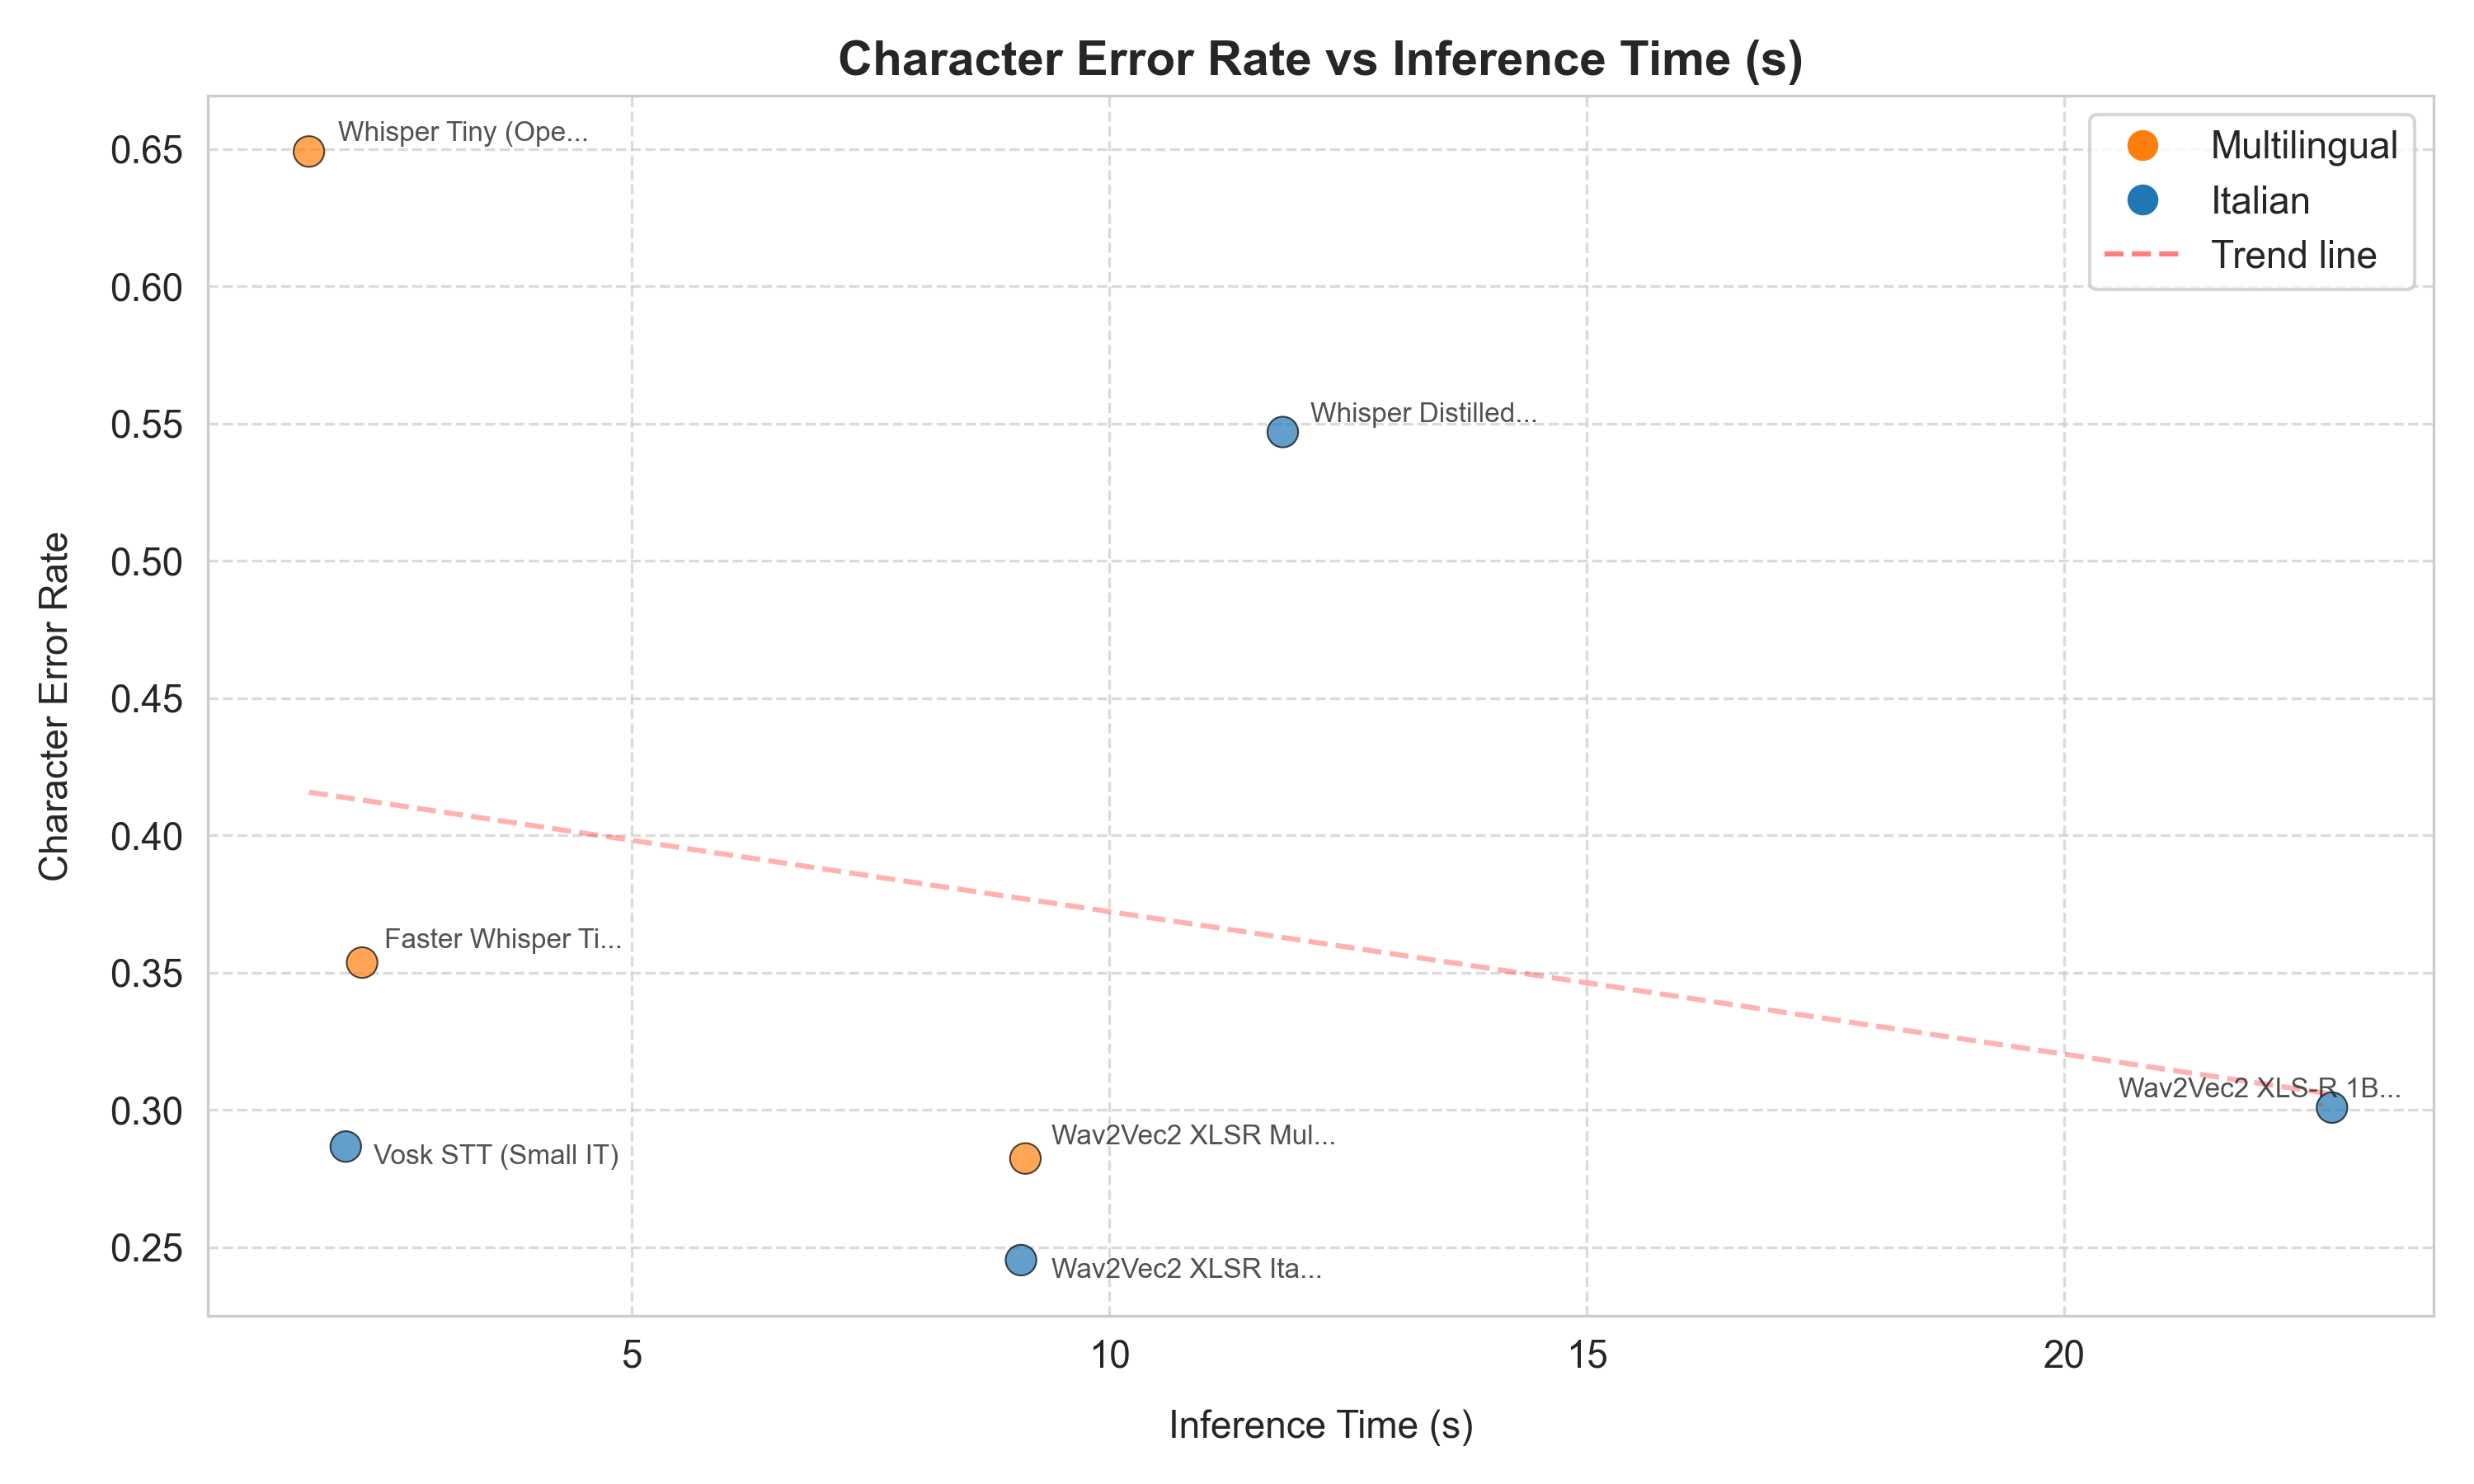 Character Error Rate vs Inference Time (s)
Whisper Tiny (Ope...
Multilingual
Italian
Trend line
Whisper Distilled...
Faster Whisper Ti...
Wav2Vec2 XLS-R 1B...
Wav2Vec2 XLSR Mul...
Vosk STT (Small IT)
Wav2Vec2 XLSR Ita...
0.65
0.60
0.55
0.50
0.45
0.40
0.35
0.30
0.25
Character Error Rate
5 10 15 20
Inference Time (s)